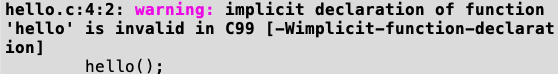 hello.c:4:2: warning: implicit declaration of function
'hello' is invalid in C99 [-Wimplicit-function-declarat
ion]
hello();